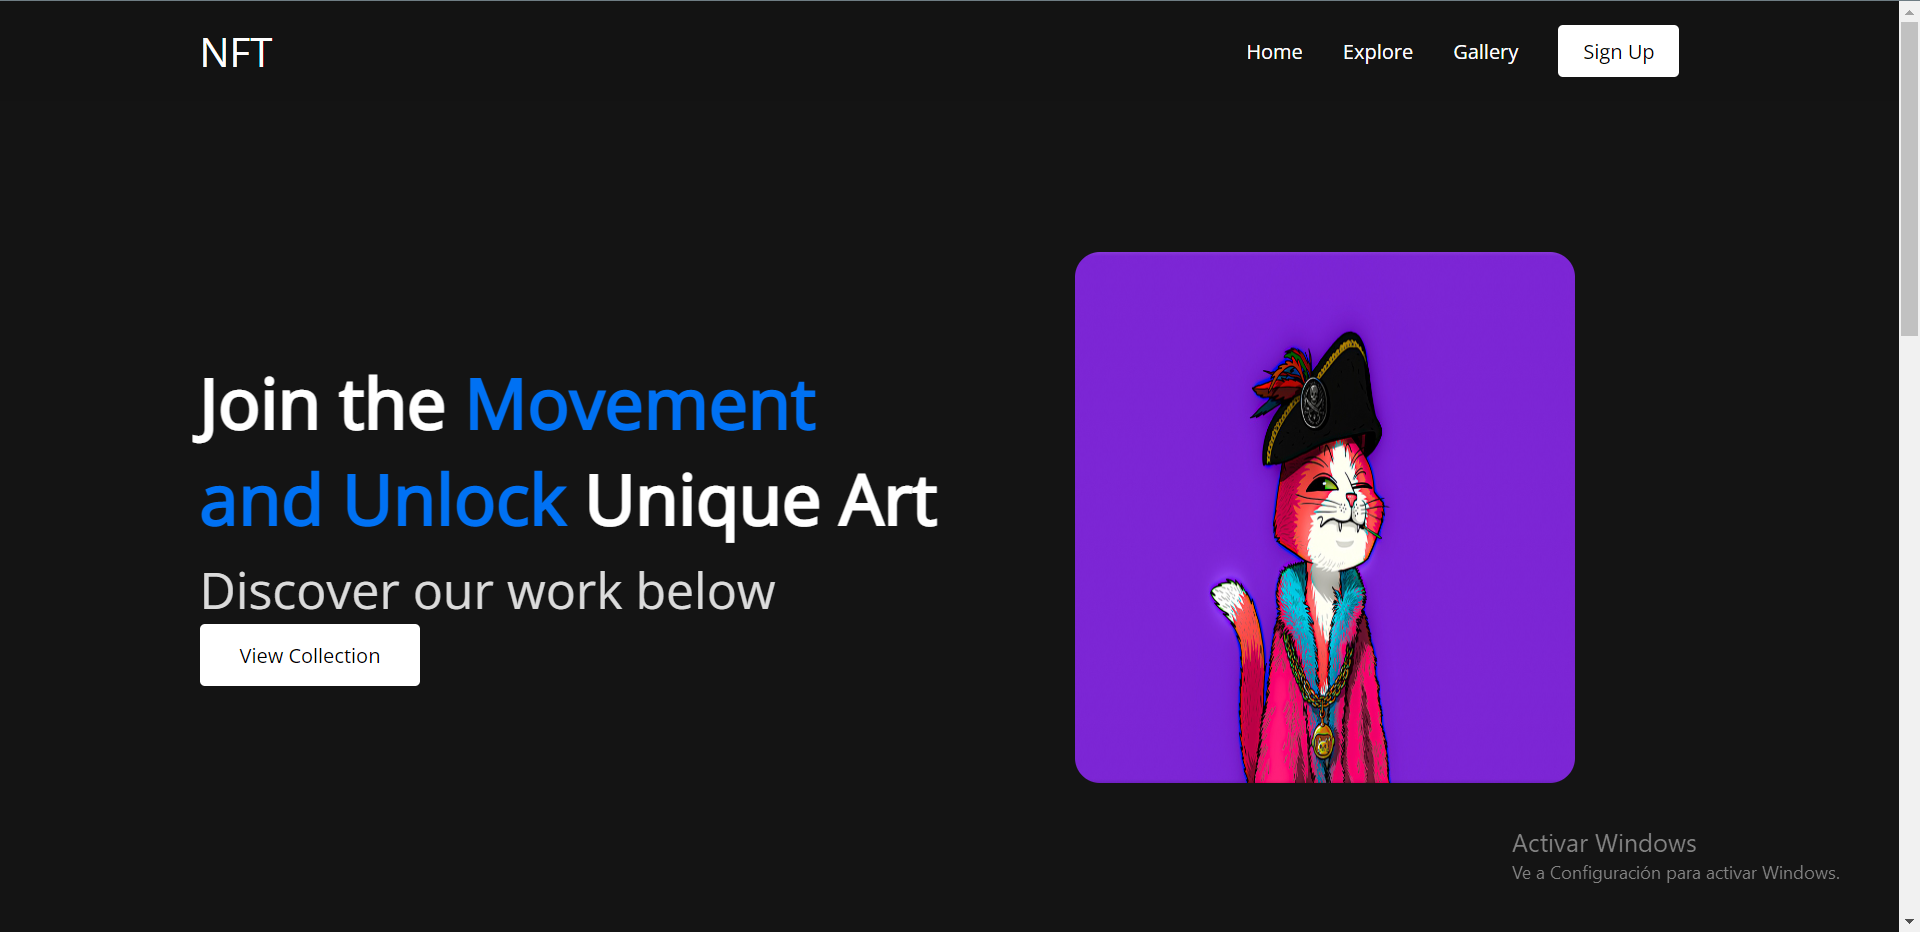 NFT
Home Explore Gallery Sign Up
Join the Movement
and Unlock Unique Art
Discover our work below
View Collection
Activar Windows
Ve a Configuración para activar Windows.